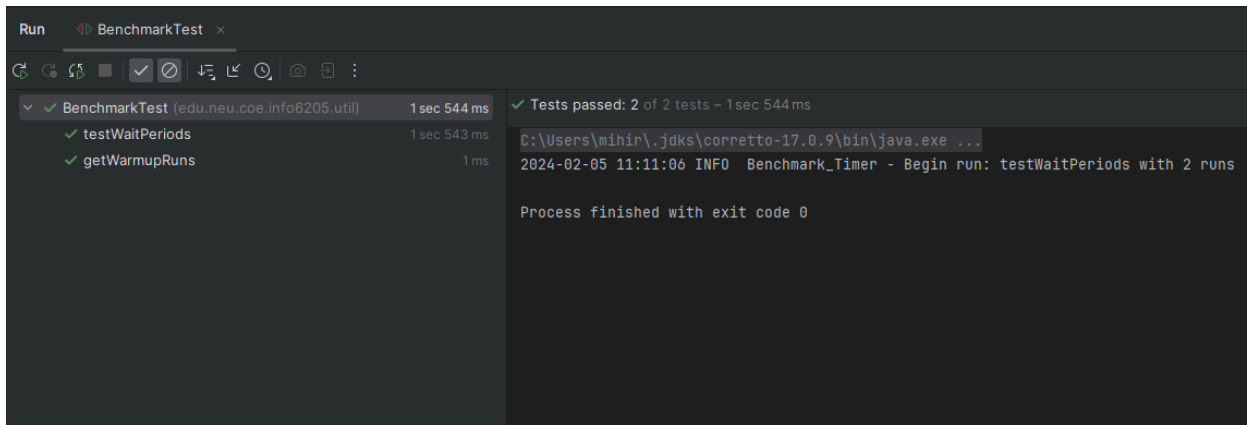 Run BenchmarkTest ×
BenchmarkTest (edu.neu.coe.info6205.util) 1 sec 544 ms
testWaitPeriods 1 sec 543 ms
getWarmupRuns 1 ms
Tests passed: 2 of 2 tests – 1 sec 544 ms
C:\Users\mihir\.jdks\corretto-17.0.9\bin\java.exe ...
2024-02-05 11:11:06 INFO  Benchmark_Timer - Begin run: testWaitPeriods with 2 runs
Process finished with exit code 0